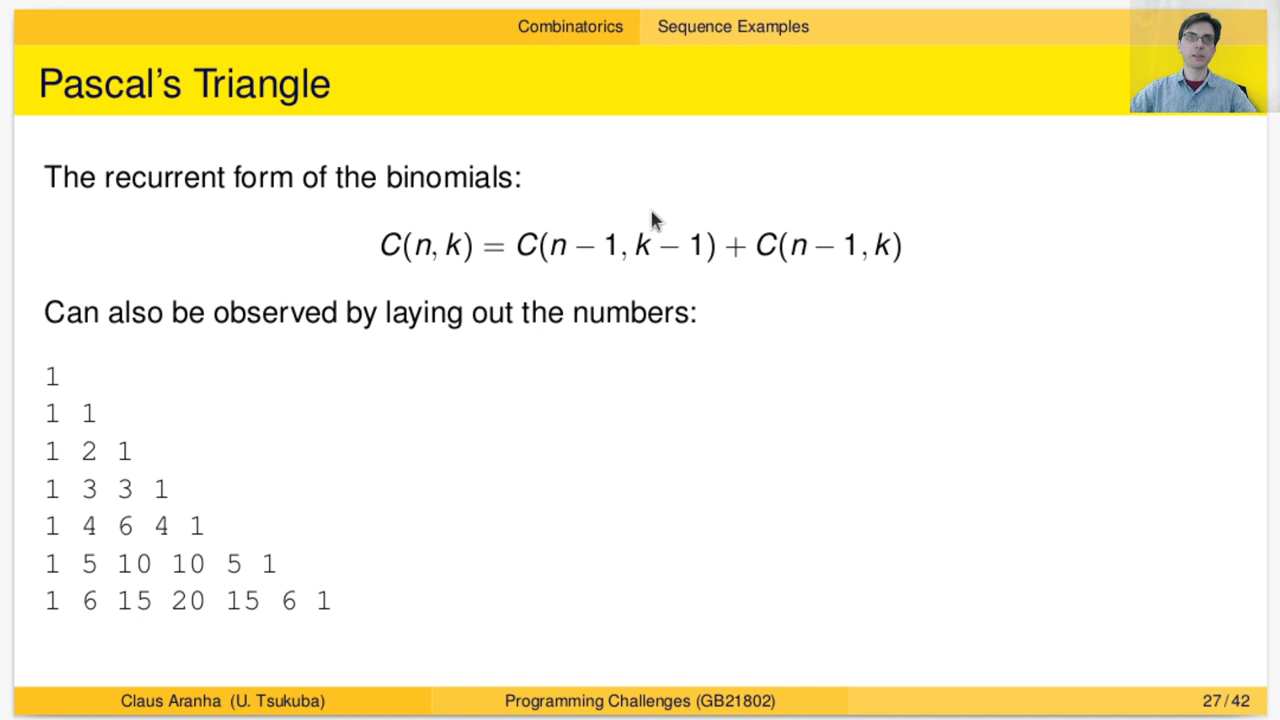 Combinatorics Sequence Examples
Pascal's Triangle
The recurrent form of the binomials:
C(n, k) = C(n − 1, k − 1) + C(n − 1, k)
Can also be observed by laying out the numbers:
1
1 1
1 2 1
1 3 3 1
1 4 6 4 1
1 5 10 10 5 1
1 6 15 20 15 6 1
Claus Aranha (U. Tsukuba) Programming Challenges (GB21802) 27 / 42